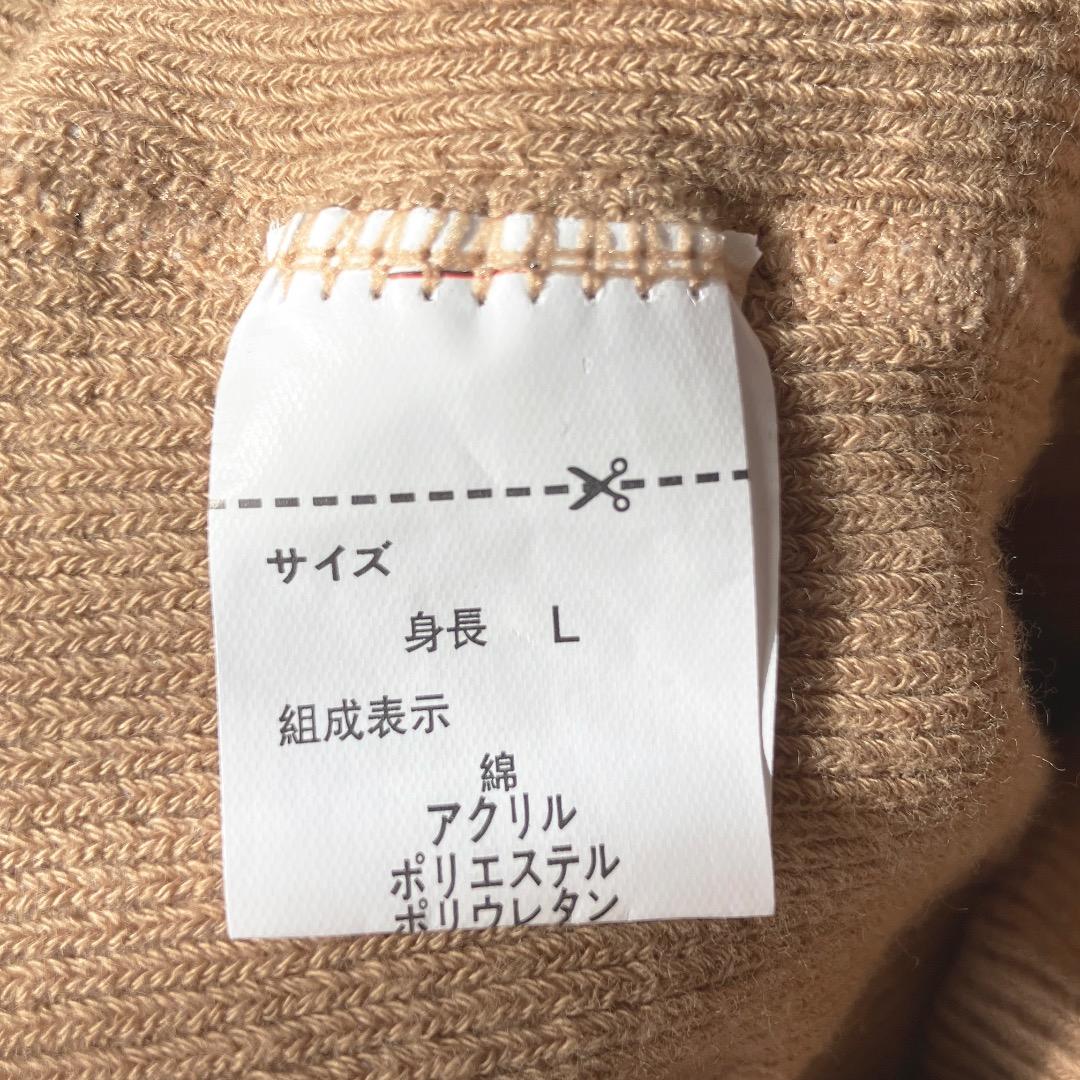 サイズ
身長 L
組成表示
綿
アクリル
ポリエステル
ポリウレタン